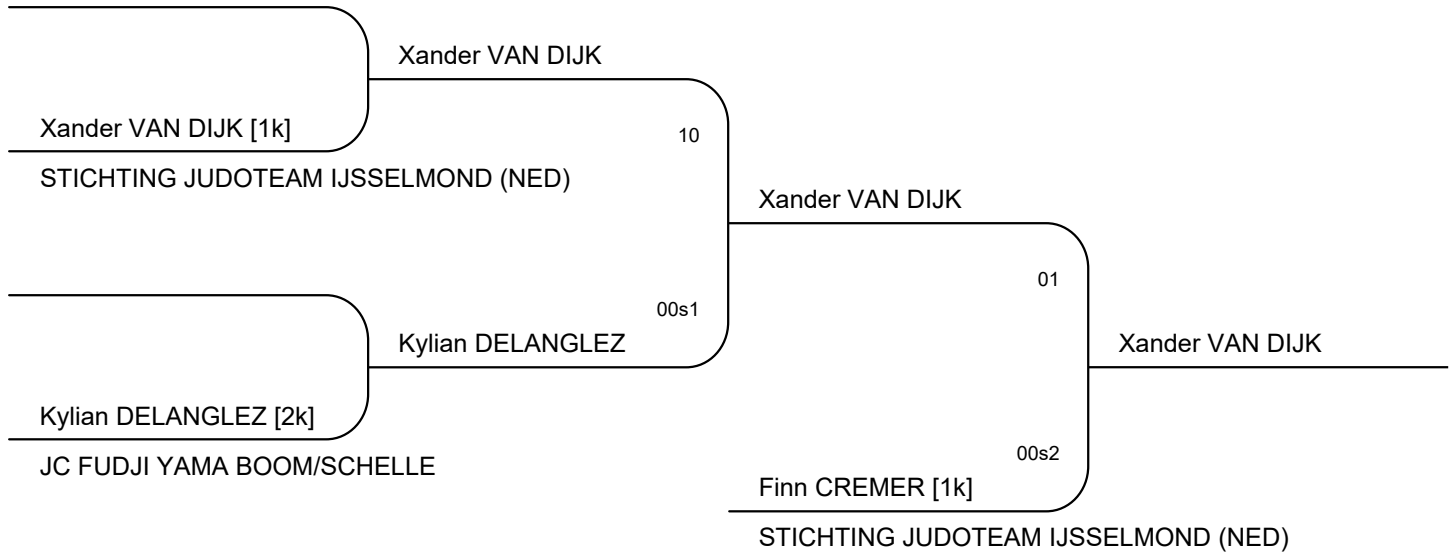 Xander VAN DIJK
Xander VAN DIJK [1k]
10
STICHTING JUDOTEAM IJSSELMOND (NED)
Xander VAN DIJK
01
00s1
Kylian DELANGLEZ
Xander VAN DIJK
Kylian DELANGLEZ [2k]
JC FUDJI YAMA BOOM/SCHELLE
00s2
Finn CREMER [1k]
STICHTING JUDOTEAM IJSSELMOND (NED)